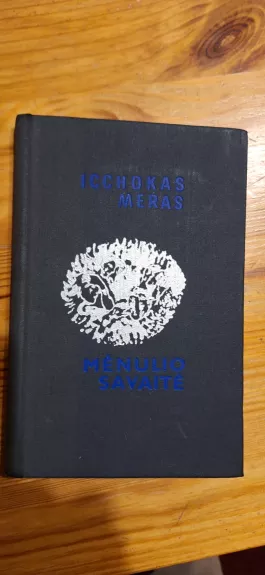 ICCHOKAS
MERAS
MĖNULIO
SAVAITĖ